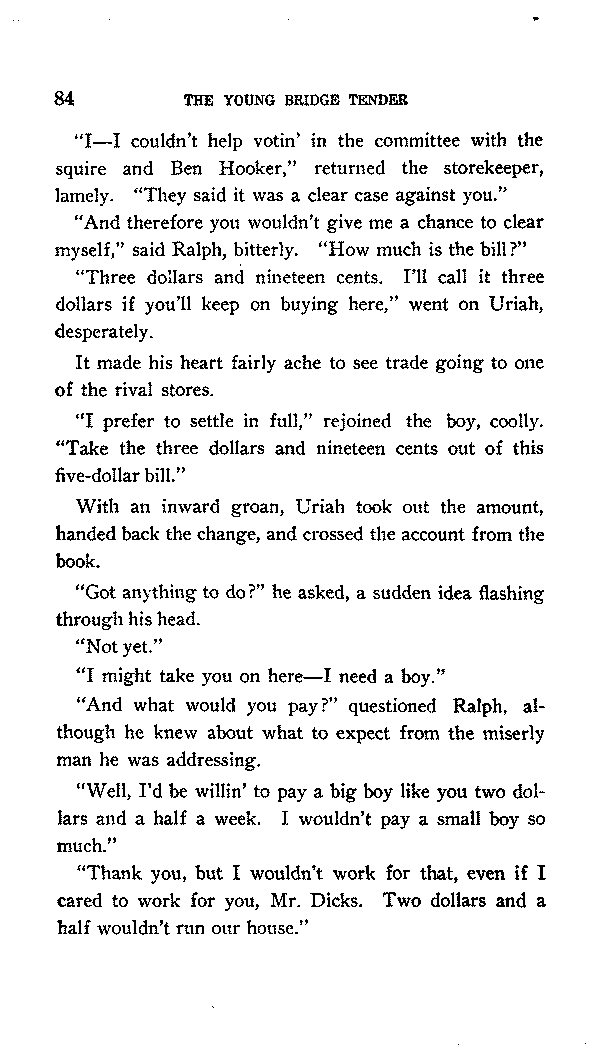 84 THE YOUNG BRIDGE TENDER
"I—I couldn't help votin' in the committee with the
squire and Ben Hooker," returned the storekeeper,
lamely. "They said it was a clear case against you."
"And therefore you wouldn't give me a chance to clear
myself," said Ralph, bitterly. "How much is the bill?"
"Three dollars and nineteen cents. I'll call it three
dollars if you'll keep on buying here," went on Uriah,
desperately.
It made his heart fairly ache to see trade going to one
of the rival stores.
"I prefer to settle in full," rejoined the boy, coolly.
"Take the three dollars and nineteen cents out of this
five-dollar bill."
With an inward groan, Uriah took out the amount,
handed back the change, and crossed the account from the
book.
"Got anything to do?" he asked, a sudden idea flashing
through his head.
"Not yet."
"I might take you on here—I need a boy."
"And what would you pay?" questioned Ralph, al-
though he knew about what to expect from the miserly
man he was addressing.
"Well, I'd be willin' to pay a big boy like you two dol-
lars and a half a week. I wouldn't pay a small boy so
much."
"Thank you, but I wouldn't work for that, even if I
cared to work for you, Mr. Dicks. Two dollars and a
half wouldn't run our house."